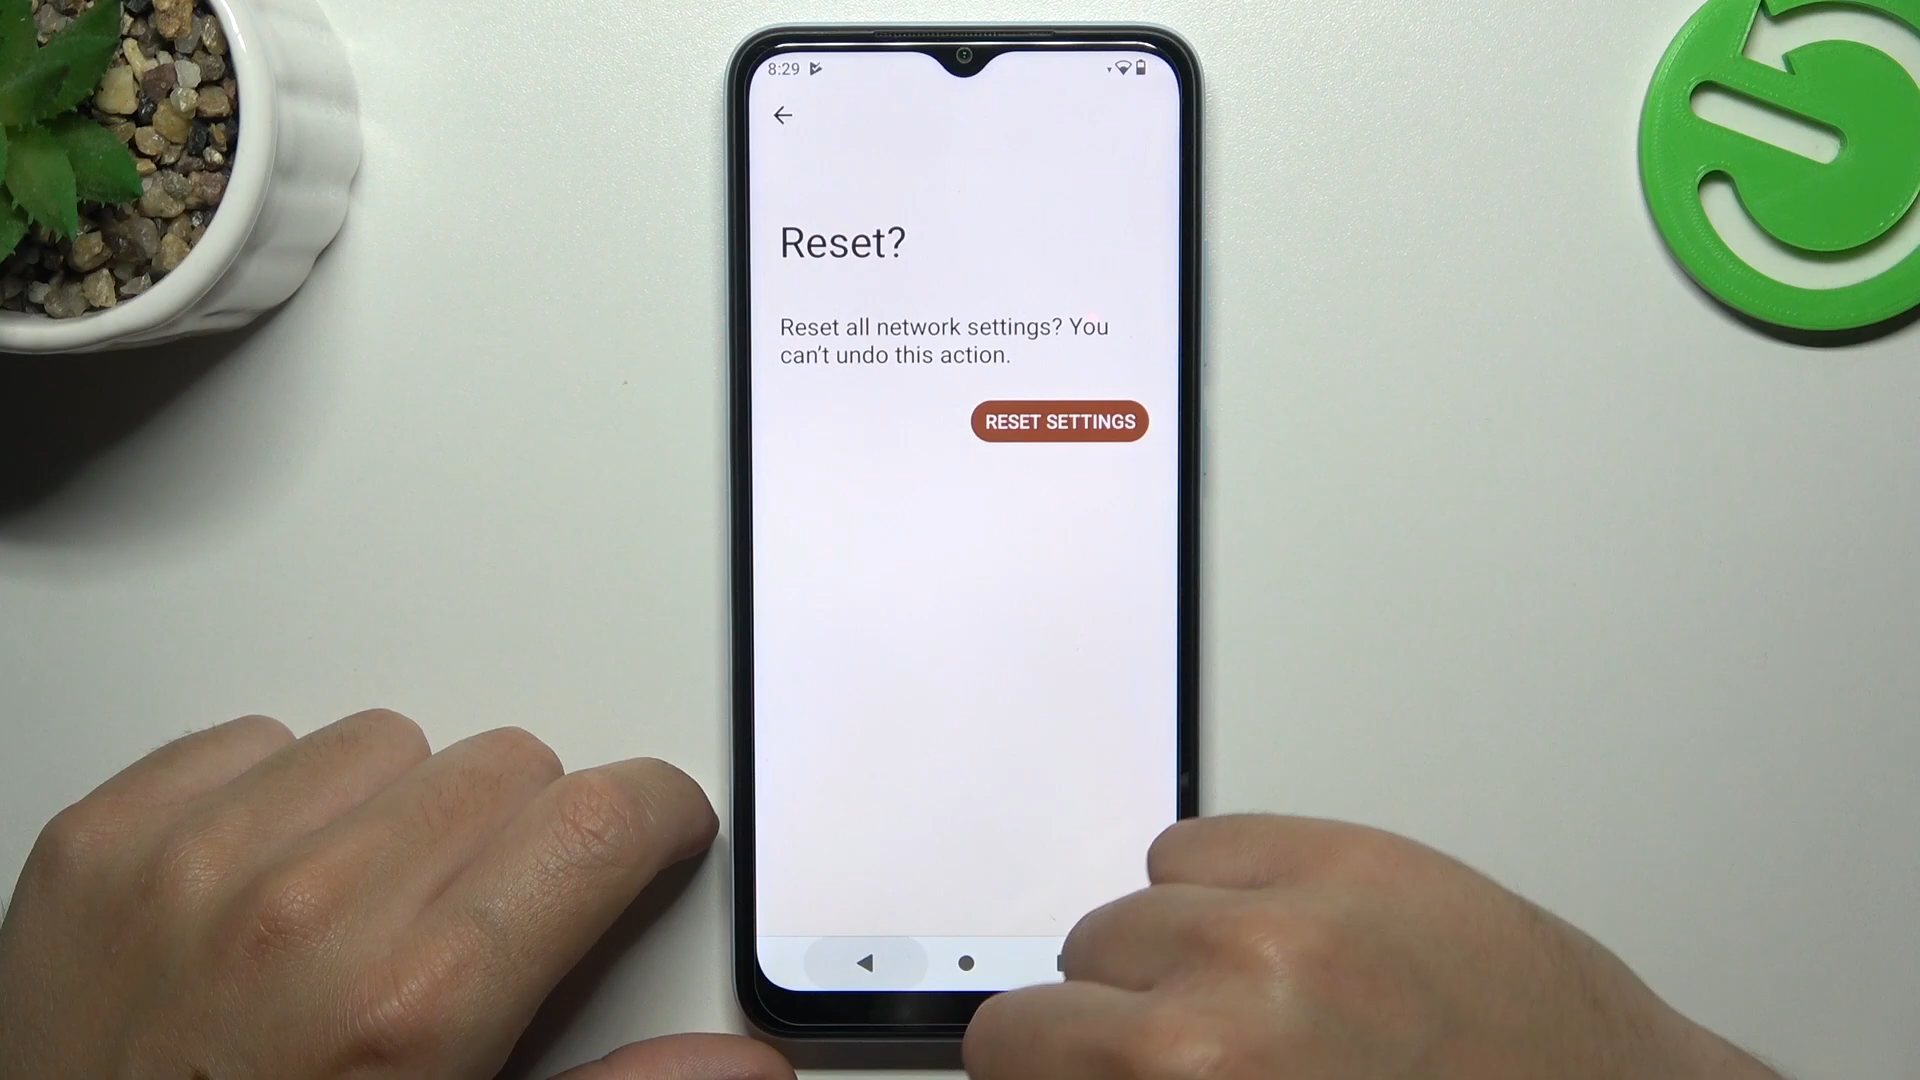 8:29
Reset?
Reset all network settings? You
can't undo this action.
RESET SETTINGS